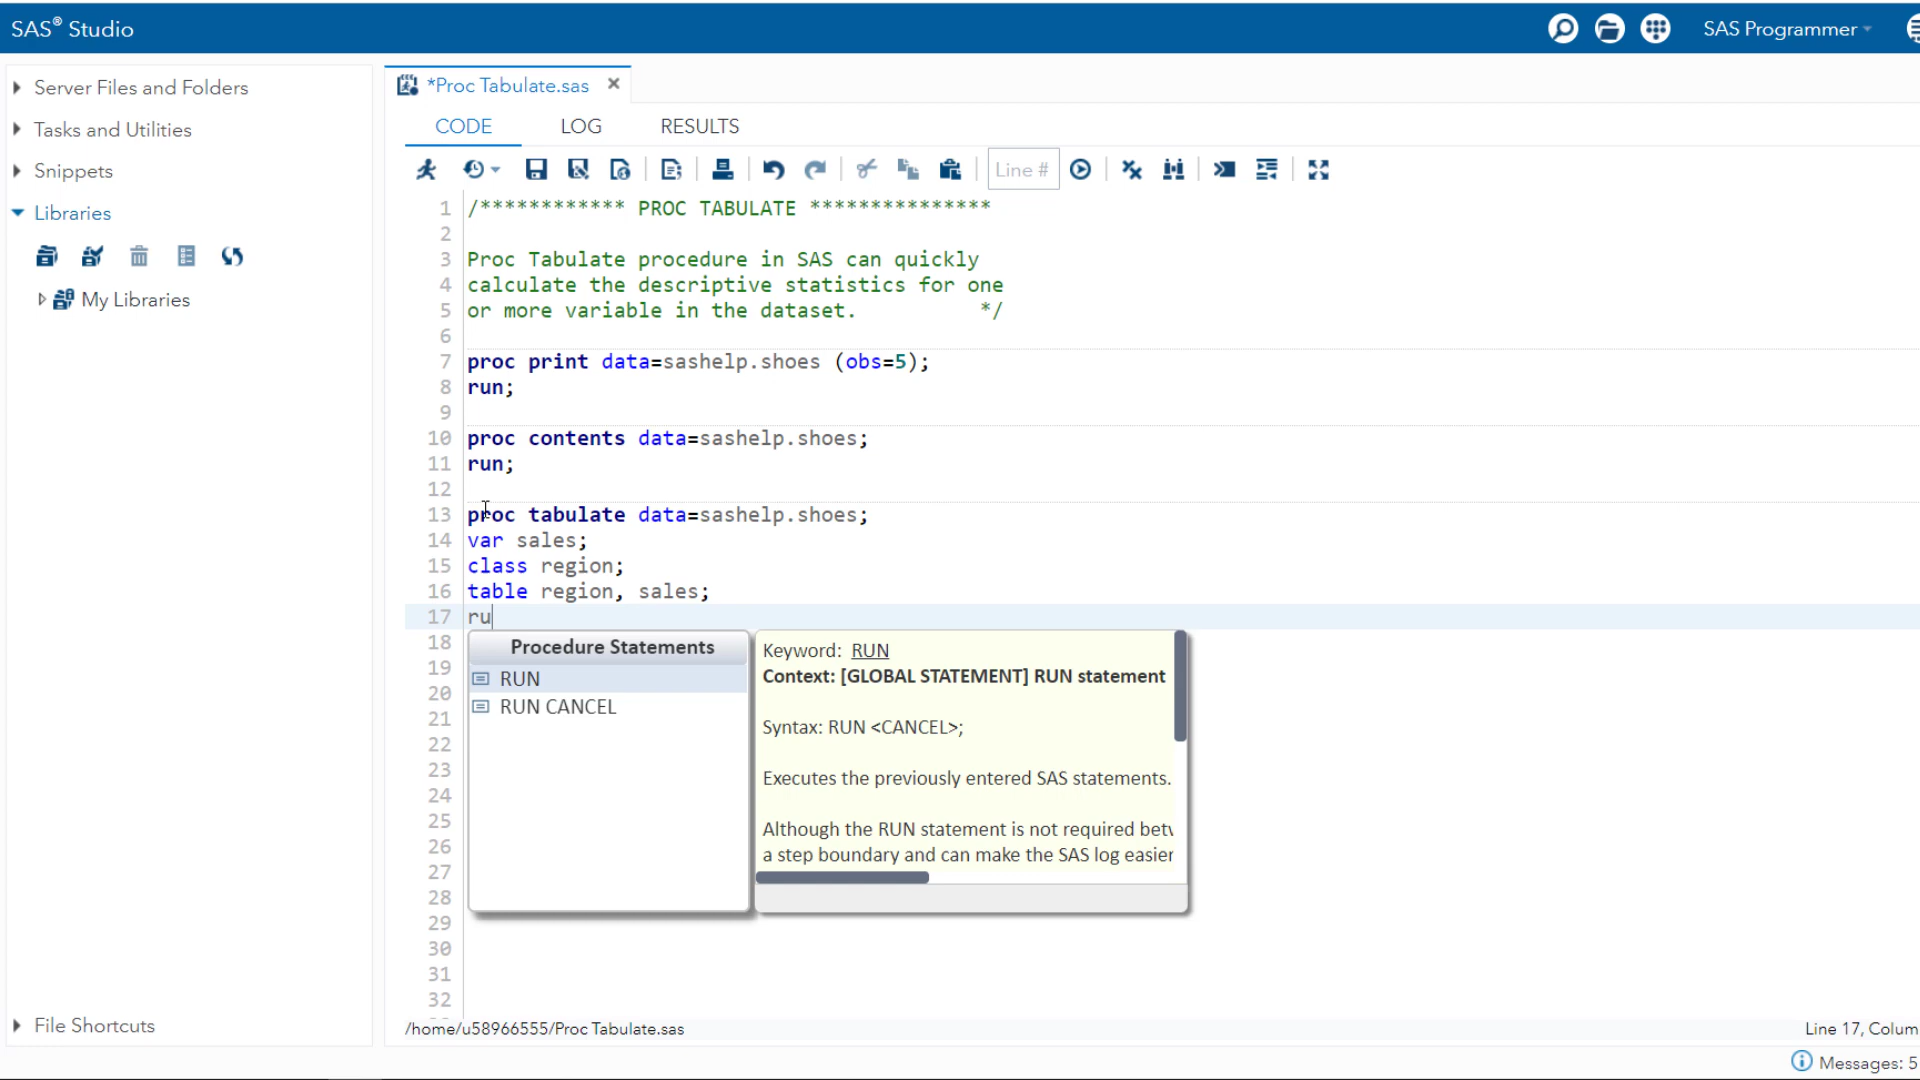 SAS® Studio
SAS Programmer
Server Files and Folders
Tasks and Utilities
Snippets
Libraries
My Libraries
File Shortcuts
*Proc Tabulate.sas
CODE LOG RESULTS
Line #
1 /************ PROC TABULATE ***************
2
3 Proc Tabulate procedure in SAS can quickly
4 calculate the descriptive statistics for one
5 or more variable in the dataset. */
6
7 proc print data=sashelp.shoes (obs=5);
8 run;
9
10 proc contents data=sashelp.shoes;
11 run;
12
13 proc tabulate data=sashelp.shoes;
14 var sales;
15 class region;
16 table region, sales;
17 ru
18
19
20
21
22
23
24
25
26
27
28
29
30
31
32
Procedure Statements
RUN
RUN CANCEL
Keyword: RUN
Context: [GLOBAL STATEMENT] RUN statement
Syntax: RUN <CANCEL>;
Executes the previously entered SAS statements.
Although the RUN statement is not required
a step boundary and can make the SAS log easier
/home/u58966555/Proc Tabulate.sas
Line 17, Colum
Messages: 5